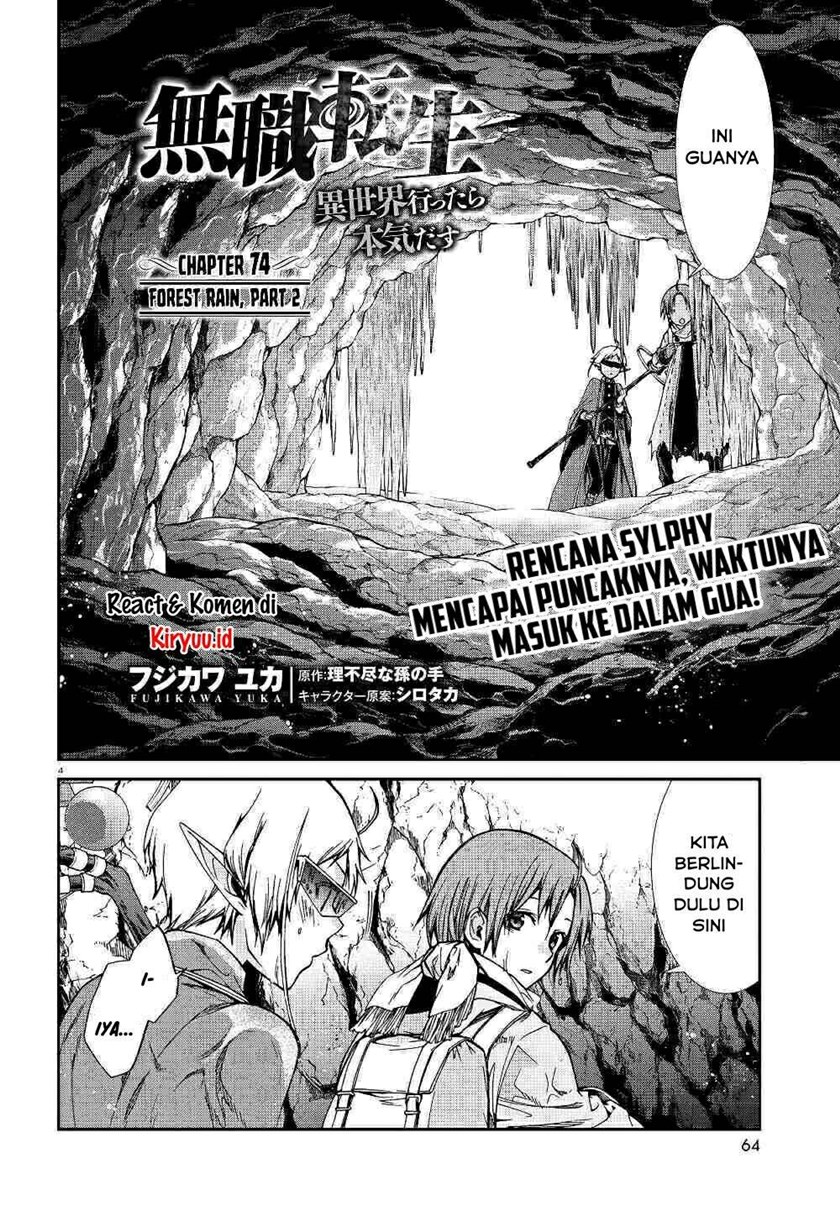 INI
GUANYA
無職転生
異世界行ったら
本気だす
CHAPTER 74
FOREST RAIN, PART 2
RENCANA SYLPHY
MENCAPAI PUNCAKNYA, WAKTUNYA
MASUK KE DALAM GUA!
React & Komen di
Kiryuu.id
フジカワ ユカ
FUJIKAWA YUKA
原作:理不尽な孫の手
キャラクター原案:シロタカ
4
KITA
BERLIN-
DUNG
DULU DI
SINI
I-
IYA...
64